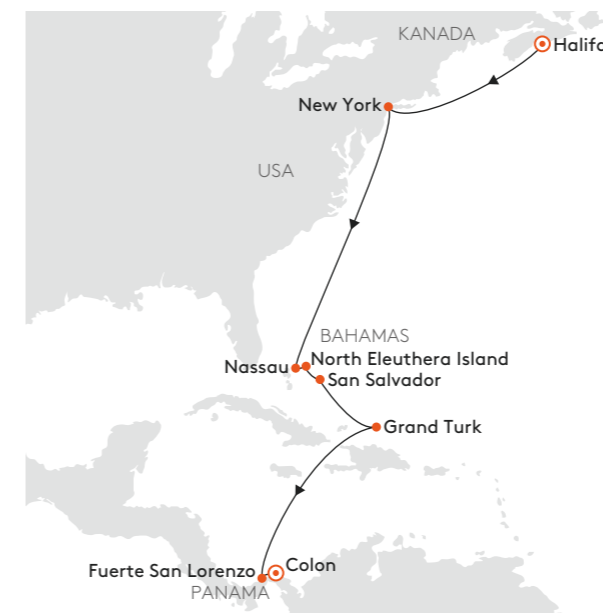 KANADA
Halifa
New York
USA
BAHAMAS
Nassau
North Eleuthera Island
San Salvador
Grand Turk
Fuerte San Lorenzo
Colon
PANAMA